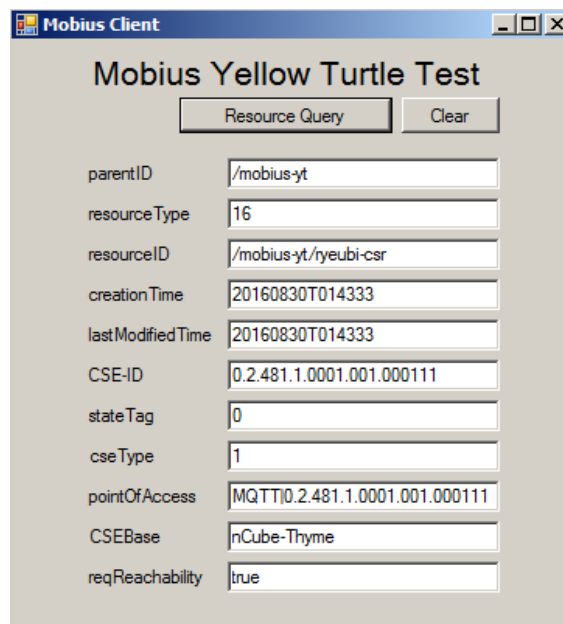 Mobius Client
Mobius Yellow Turtle Test
Resource Query Clear
parentID /mobius-yt
resourceType 16
resourceID /mobius-yt/ryeubi-csr
creationTime 20160830T014333
lastModifiedTime 20160830T014333
CSE-ID 0.2.481.1.0001.001.000111
stateTag 0
cseType 1
pointOfAccess MQTT|0.2.481.1.0001.001.000111
CSEBase nCube-Thyme
reqReachability true